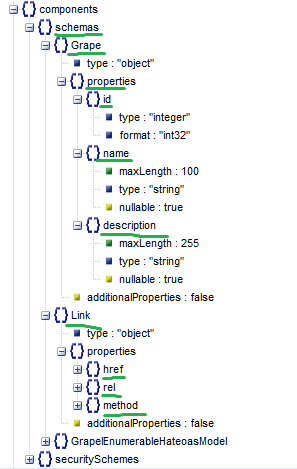 components
schemas
Grape
type : "object"
properties
id
type : "integer"
format : "int32"
name
maxLength : 100
type : "string"
nullable : true
description
maxLength : 255
type : "string"
nullable : true
additionalProperties : false
Link
type : "object"
properties
href
rel
method
additionalProperties : false
GrapeIEnumerableHateoasModel
securitySchemes